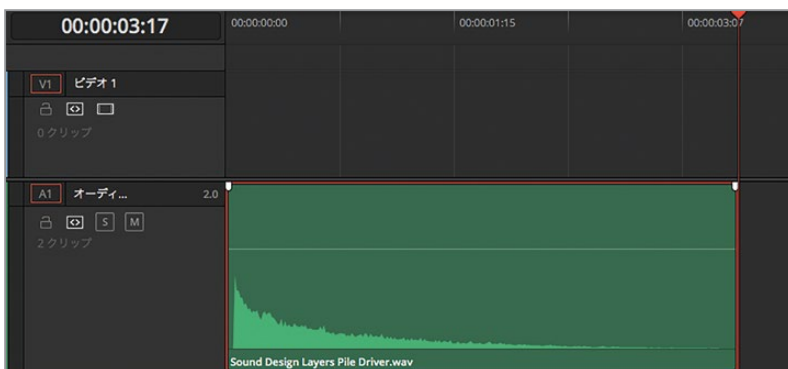 00:00:03:17
00:00:00:00
00:00:01:15
00:00:03:07
V1 ビデオ 1
0 クリップ
A1 オーディ... 2.0
S M
2 クリップ
Sound Design Layers Pile Driver.wav